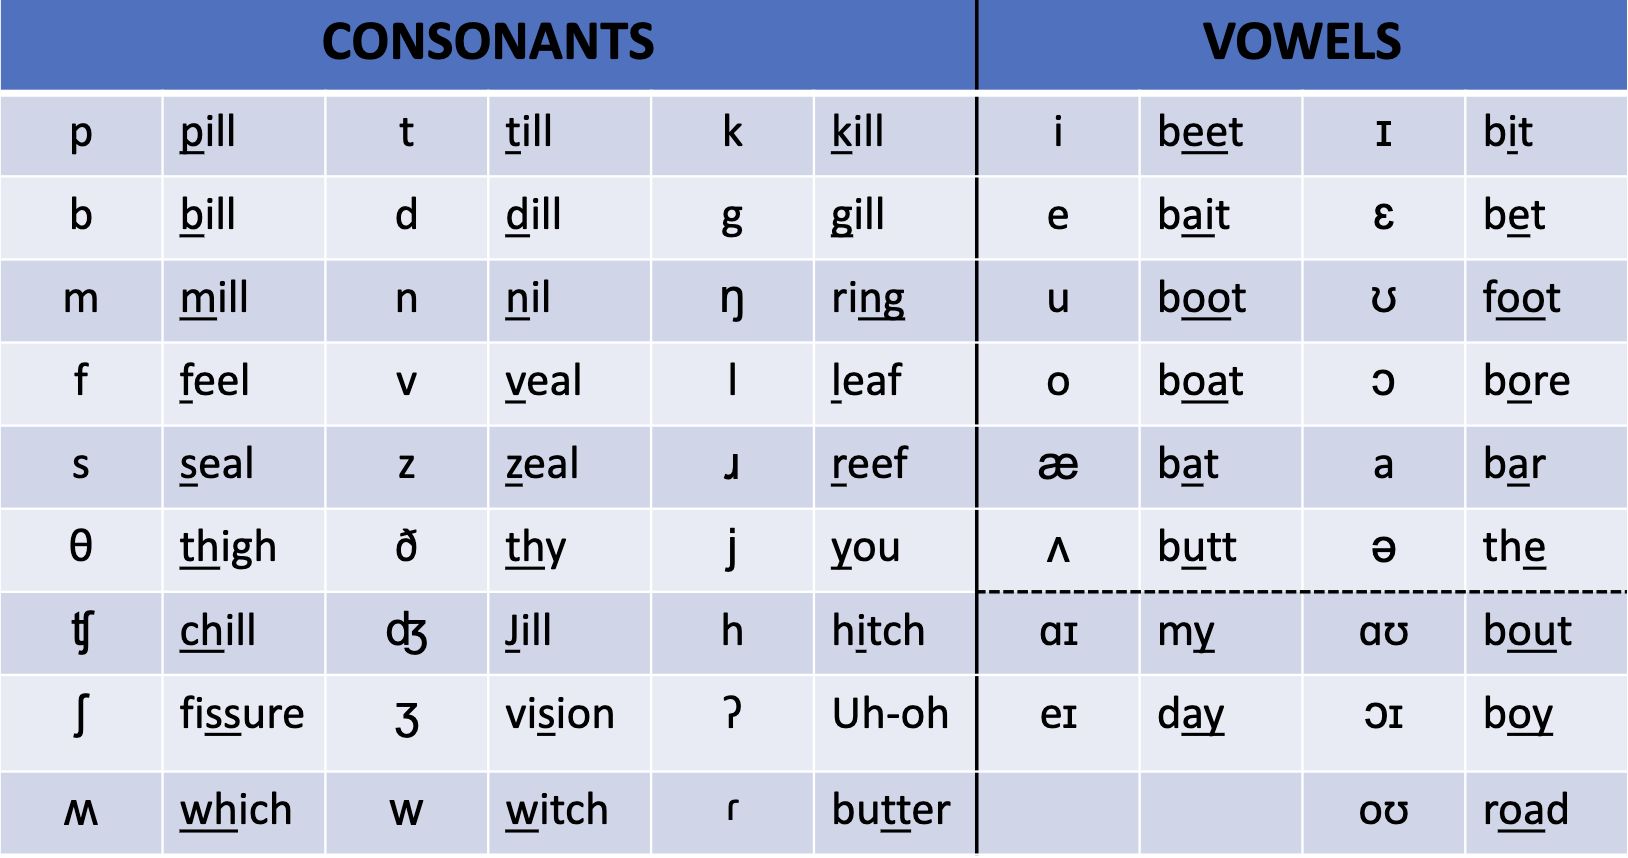 CONSONANTS VOWELS
p pill t till k kill i beet ɪ bit
b bill d dill g gill e bait ɛ bet
m mill n nil ŋ ring u boot ʊ foot
f feel v veal l leaf o boat ɔ bore
s seal z zeal ɹ reef æ bat a bar
θ thigh ð thy j you ʌ butt ə the
ʧ chill ʤ Jill h hitch ɑɪ my ɑʊ bout
ʃ fissure ʒ vision ʔ Uh-oh eɪ day ɔɪ boy
ʍ which w witch ɾ butter oʊ road